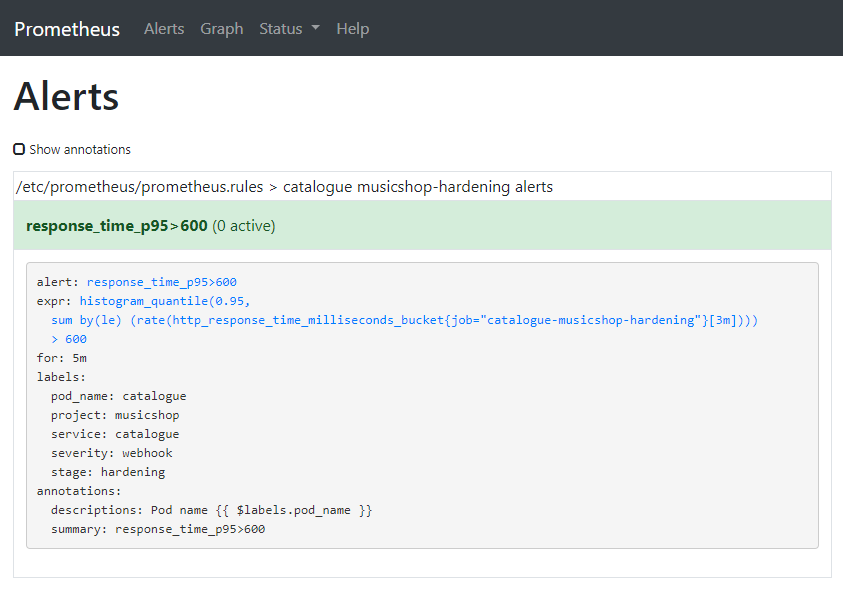 Prometheus Alerts Graph Status Help
Alerts
Show annotations
/etc/prometheus/prometheus.rules > catalogue musicshop-hardening alerts
response_time_p95>600 (0 active)
alert: response_time_p95>600
expr: histogram_quantile(0.95,
  sum by(le) (rate(http_response_time_milliseconds_bucket{job="catalogue-musicshop-hardening"}[3m])))
  > 600
for: 5m
labels:
  pod_name: catalogue
  project: musicshop
  service: catalogue
  severity: webhook
  stage: hardening
annotations:
  descriptions: Pod name {{ $labels.pod_name }}
  summary: response_time_p95>600